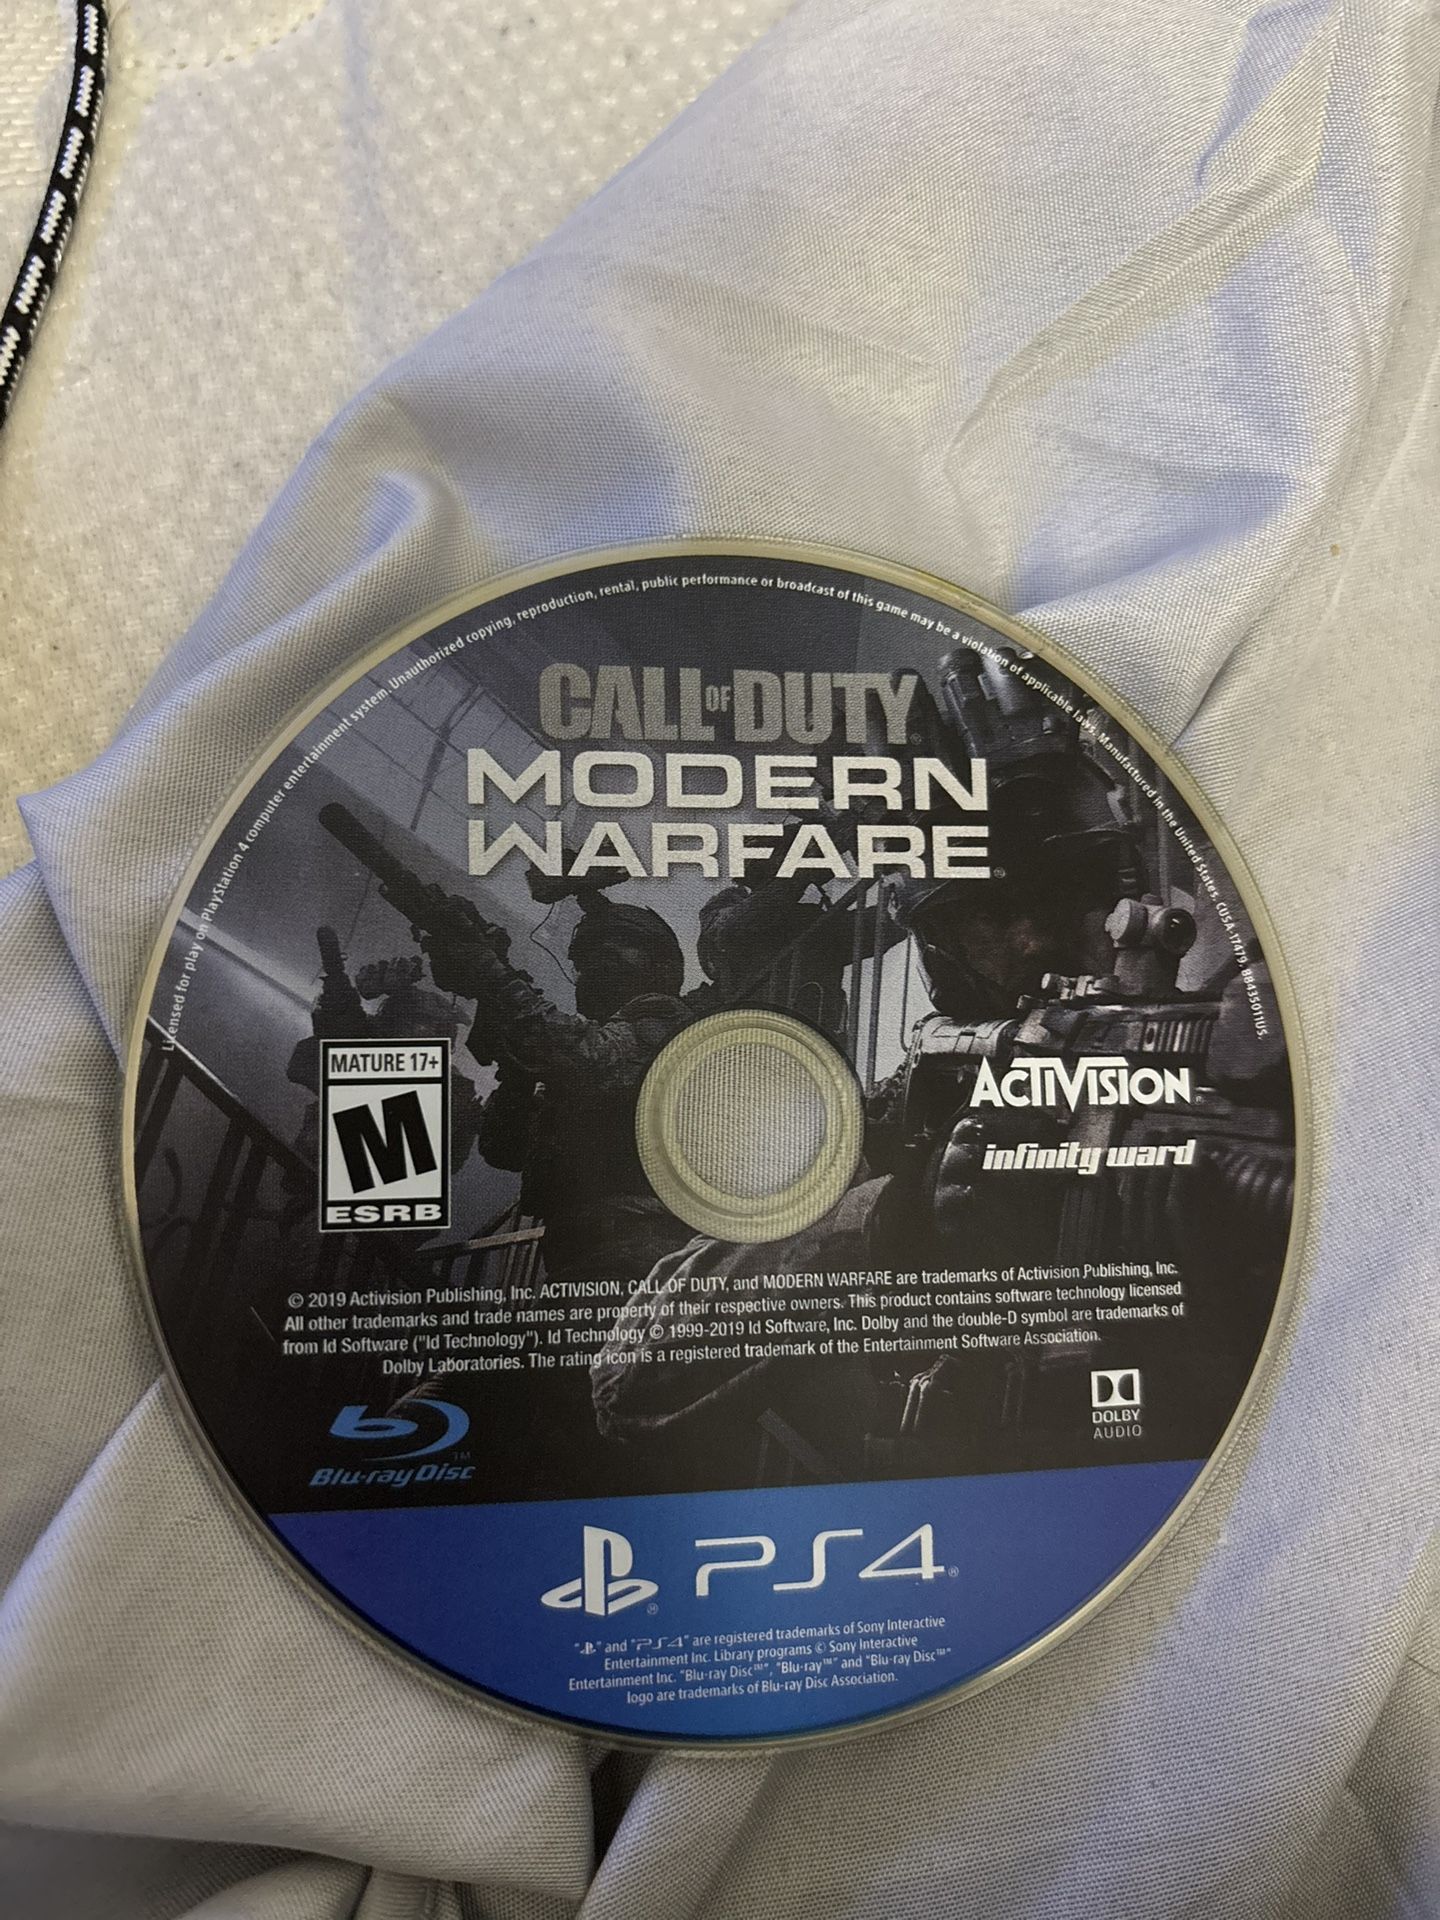 Licensed for play on PlayStation 4 computer entertainment system. Unauthorized copying, reproduction, rental, public performance or broadcast of this game may be a violation of applicable laws. Manufactured in the United States. CUSA-17479. 88435011US.
CALL OF DUTY®
MODERN
WARFARE®
MATURE 17+
M
ESRB
ACTIVISION®
infinity ward
© 2019 Activision Publishing, Inc. ACTIVISION, CALL OF DUTY, and MODERN WARFARE are trademarks of Activision Publishing, Inc.
All other trademarks and trade names are property of their respective owners. This product contains software technology licensed
from Id Software ("Id Technology"). Id Technology © 1999-2019 Id Software, Inc. Dolby and the double-D symbol are trademarks of
Dolby Laboratories. The rating icon is a registered trademark of the Entertainment Software Association.
Blu-ray Disc™
DOLBY
AUDIO
PS4®
" " and "PS4" are registered trademarks of Sony Interactive
Entertainment Inc. Library programs © Sony Interactive
Entertainment Inc. "Blu-ray Disc™", "Blu-ray™" and "Blu-ray Disc™"
logo are trademarks of Blu-ray Disc Association.